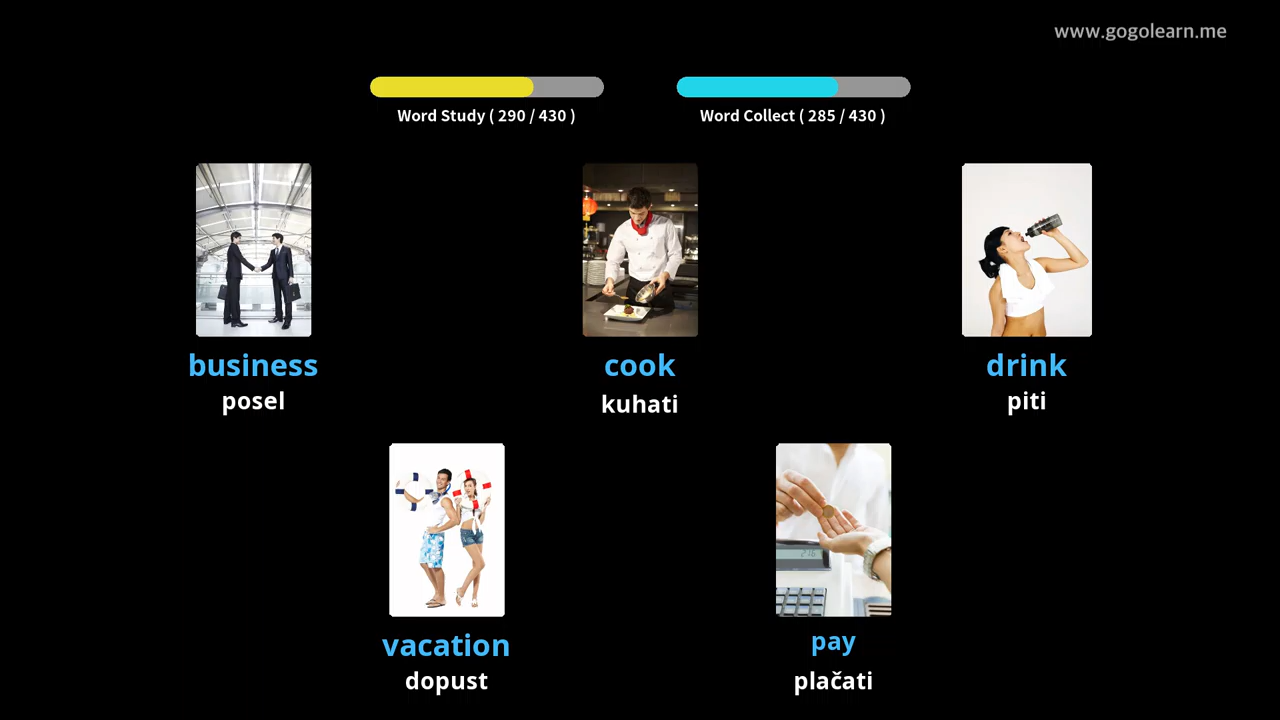 www.gogolearn.me
Word Study ( 290 / 430 )
Word Collect ( 285 / 430 )
business
posel
cook
kuhati
drink
piti
vacation
dopust
pay
plačati